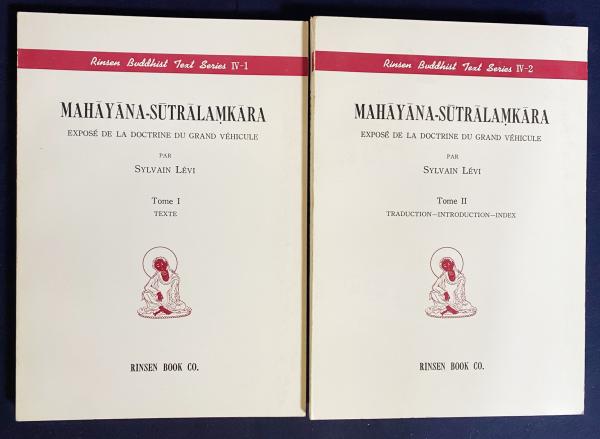 Rinsen Buddhist Text Series IV-1
MAHĀYĀNA-SŪTRĀLAṂKĀRA
EXPOSÉ DE LA DOCTRINE DU GRAND VÉHICULE
PAR
SYLVAIN LÉVI
Tome I
TEXTE
RINSEN BOOK CO.
Rinsen Buddhist Text Series IV-2
MAHĀYĀNA-SŪTRĀLAṂKĀRA
EXPOSÉ DE LA DOCTRINE DU GRAND VÉHICULE
PAR
SYLVAIN LÉVI
Tome II
TRADUCTION—INTRODUCTION—INDEX
RINSEN BOOK CO.